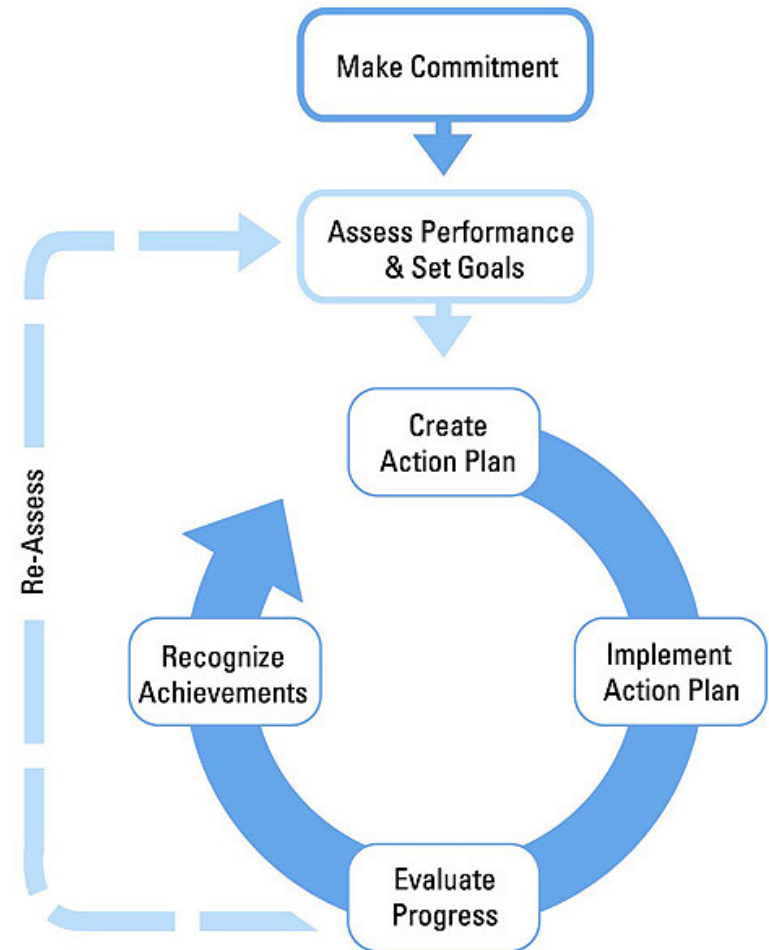 Make Commitment
Assess Performance
& Set Goals
Create
Action Plan
Implement
Action Plan
Evaluate
Progress
Recognize
Achievements
Re-Assess